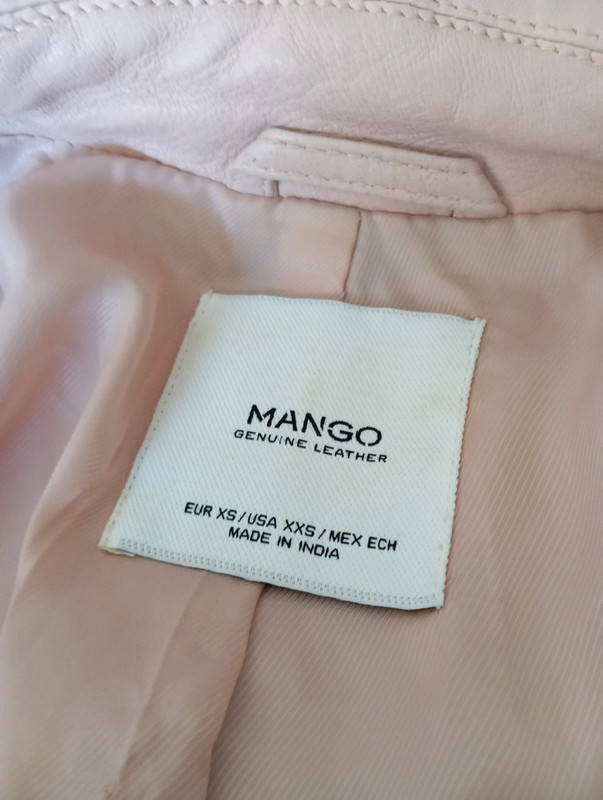 MANGO
GENUINE LEATHER
EUR XS / USA XXS / MEX ECH
MADE IN INDIA